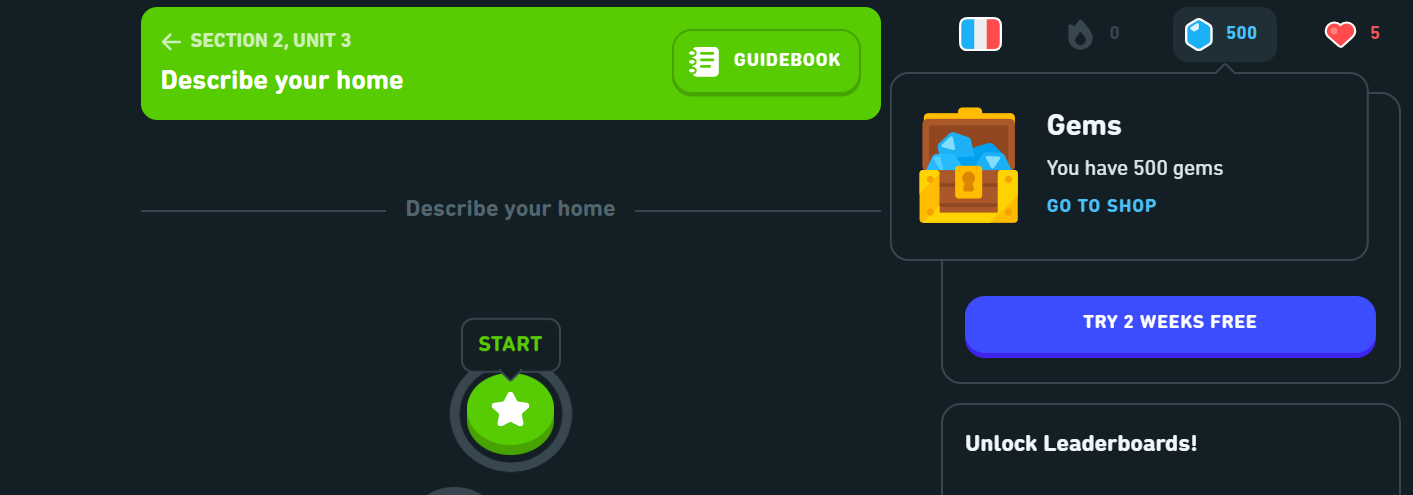 SECTION 2, UNIT 3
Describe your home
GUIDEBOOK
0
500
5
Gems
You have 500 gems
GO TO SHOP
Describe your home
TRY 2 WEEKS FREE
START
Unlock Leaderboards!